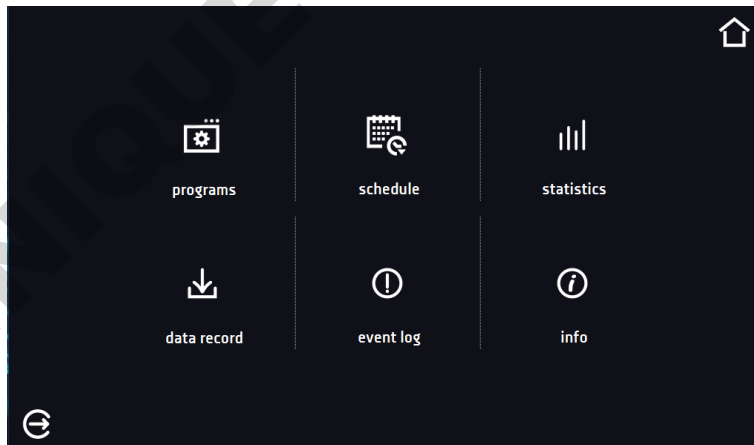 programs
schedule
statistics
data record
event log
info